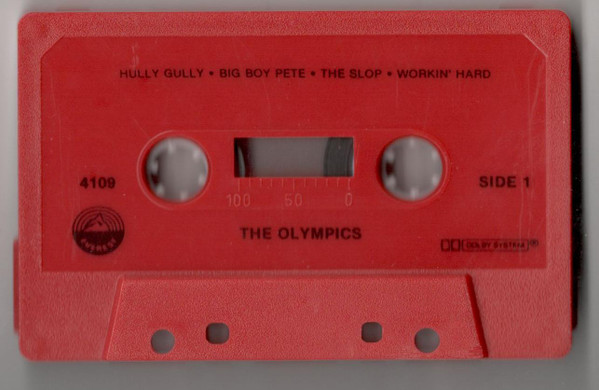 HULLY GULLY • BIG BOY PETE • THE SLOP • WORKIN' HARD
4109
SIDE 1
100 50 0
EVEREST
THE OLYMPICS
DOLBY SYSTEM ®